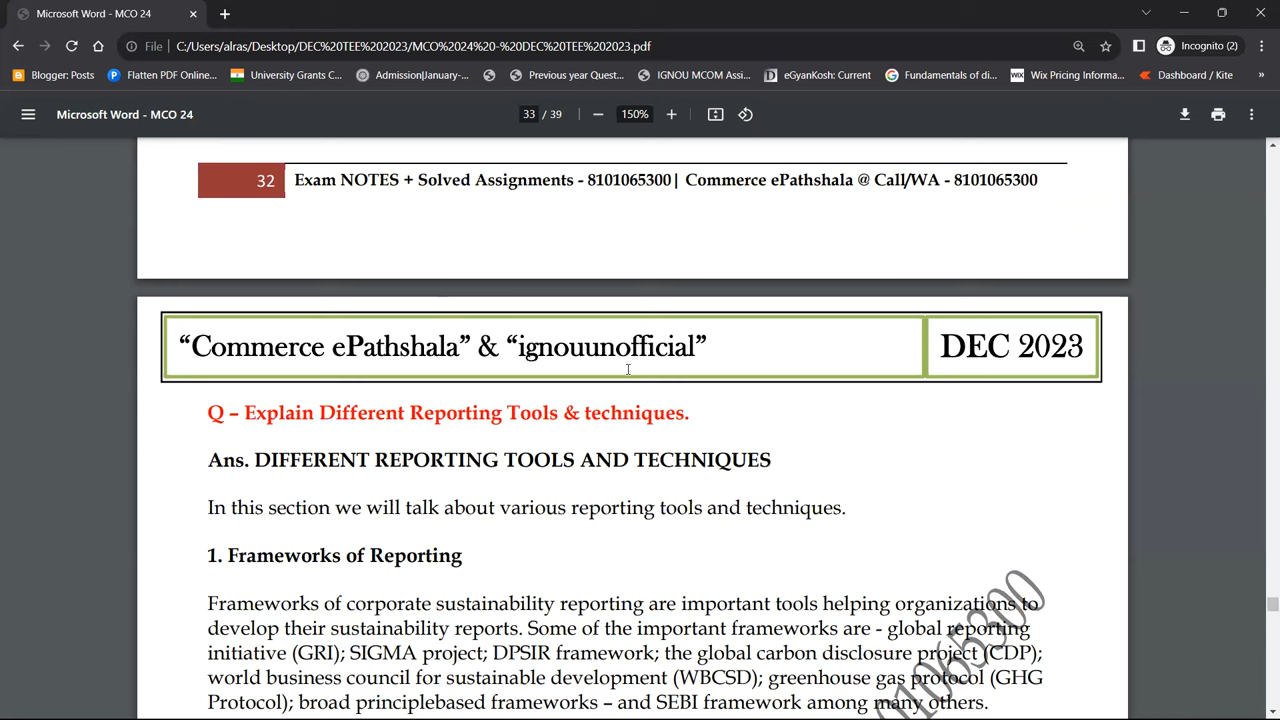 Microsoft Word - MCO 24
File
C:/Users/alras/Desktop/DEC%20TEE%202023/MCO%2024%20-%20DEC%20TEE%202023.pdf
Incognito (2)
Blogger: Posts
Flatten PDF Online...
University Grants C...
Admission|January-...
Previous year Quest...
IGNOU MCOM Assi...
eGyanKosh: Current
Fundamentals of di...
Wix Pricing Informa...
Dashboard / Kite
»
Microsoft Word - MCO 24
33 / 39
150%
32
Exam NOTES + Solved Assignments - 8101065300| Commerce ePathshala @ Call/WA - 8101065300
“Commerce ePathshala” & “ignouunofficial”
DEC 2023
Q – Explain Different Reporting Tools & techniques.
Ans. DIFFERENT REPORTING TOOLS AND TECHNIQUES
In this section we will talk about various reporting tools and techniques.
1. Frameworks of Reporting
Frameworks of corporate sustainability reporting are important tools helping organizations to
develop their sustainability reports. Some of the important frameworks are - global reporting
initiative (GRI); SIGMA project; DPSIR framework; the global carbon disclosure project (CDP);
world business council for sustainable development (WBCSD); greenhouse gas protocol (GHG
Protocol); broad principlebased frameworks – and SEBI framework among many others.